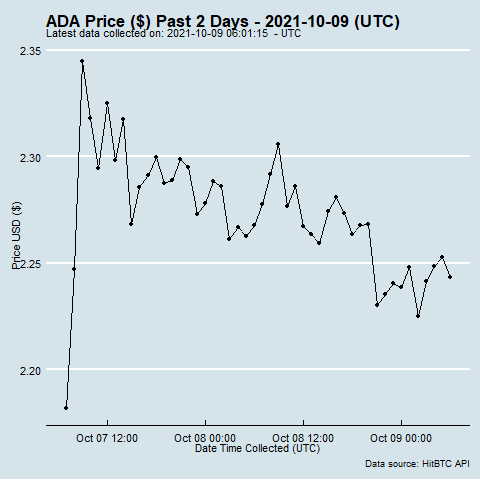 ADA Price ($) Past 2 Days - 2021-10-09 (UTC)
Latest data collected on: 2021-10-09 06:01:15 - UTC
2.35
2.30
2.25
2.20
Price USD ($)
Oct 07 12:00 Oct 08 00:00 Oct 08 12:00 Oct 09 00:00
Date Time Collected (UTC)
Data source: HitBTC API